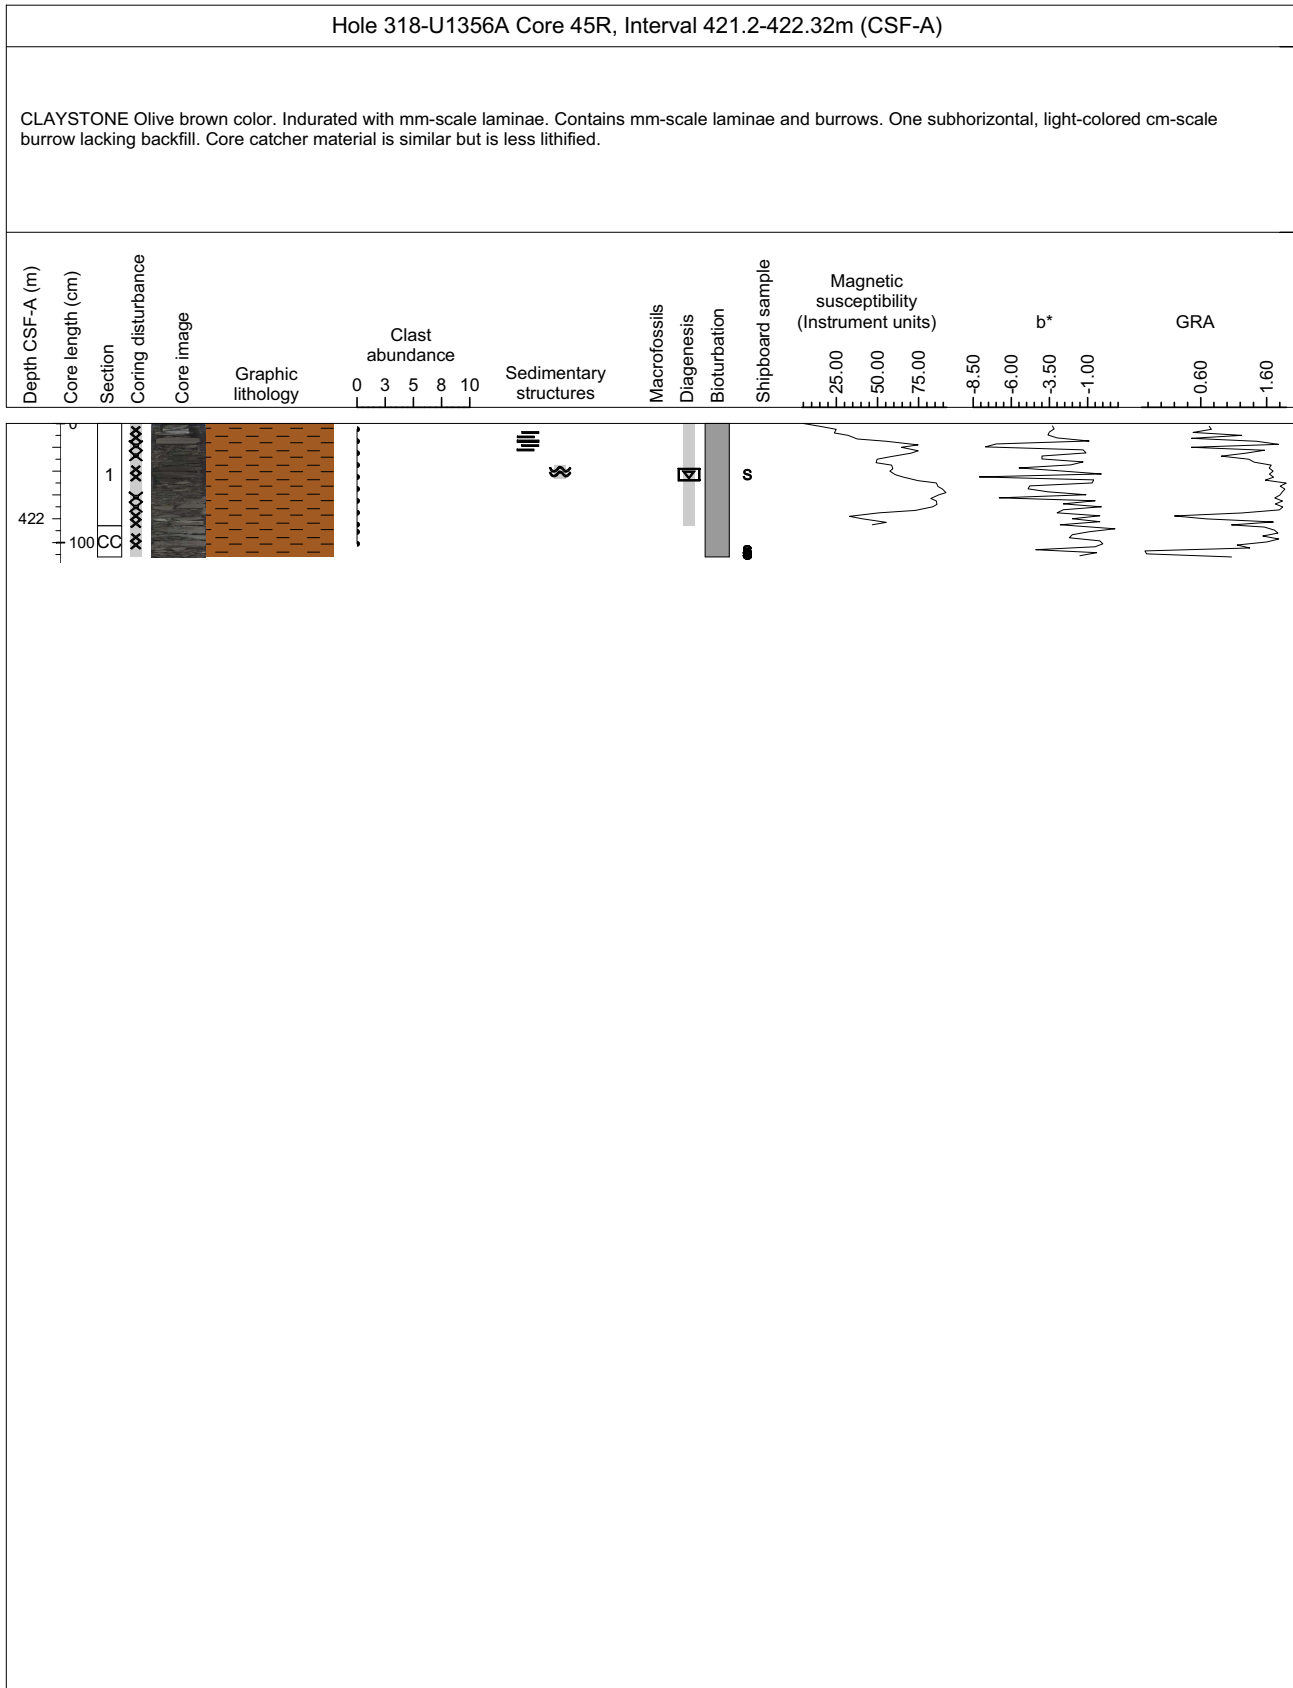 Hole 318-U1356A Core 45R, Interval 421.2-422.32m (CSF-A)
CLAYSTONE Olive brown color. Indurated with mm-scale laminae. Contains mm-scale laminae and burrows. One subhorizontal, light-colored cm-scale
burrow lacking backfill. Core catcher material is similar but is less lithified.
Depth CSF-A (m)
Core length (cm)
Section
Coring disturbance
Core image
Graphic
lithology
Clast
abundance
0 3 5 8 10
Sedimentary
structures
Macrofossils
Diagenesis
Bioturbation
Shipboard sample
Magnetic
susceptibility
(Instrument units)
25.00 50.00 75.00
b*
-8.50 -6.00 -3.50 -1.00
GRA
0.60 1.60
0
1
S
422
100
CC